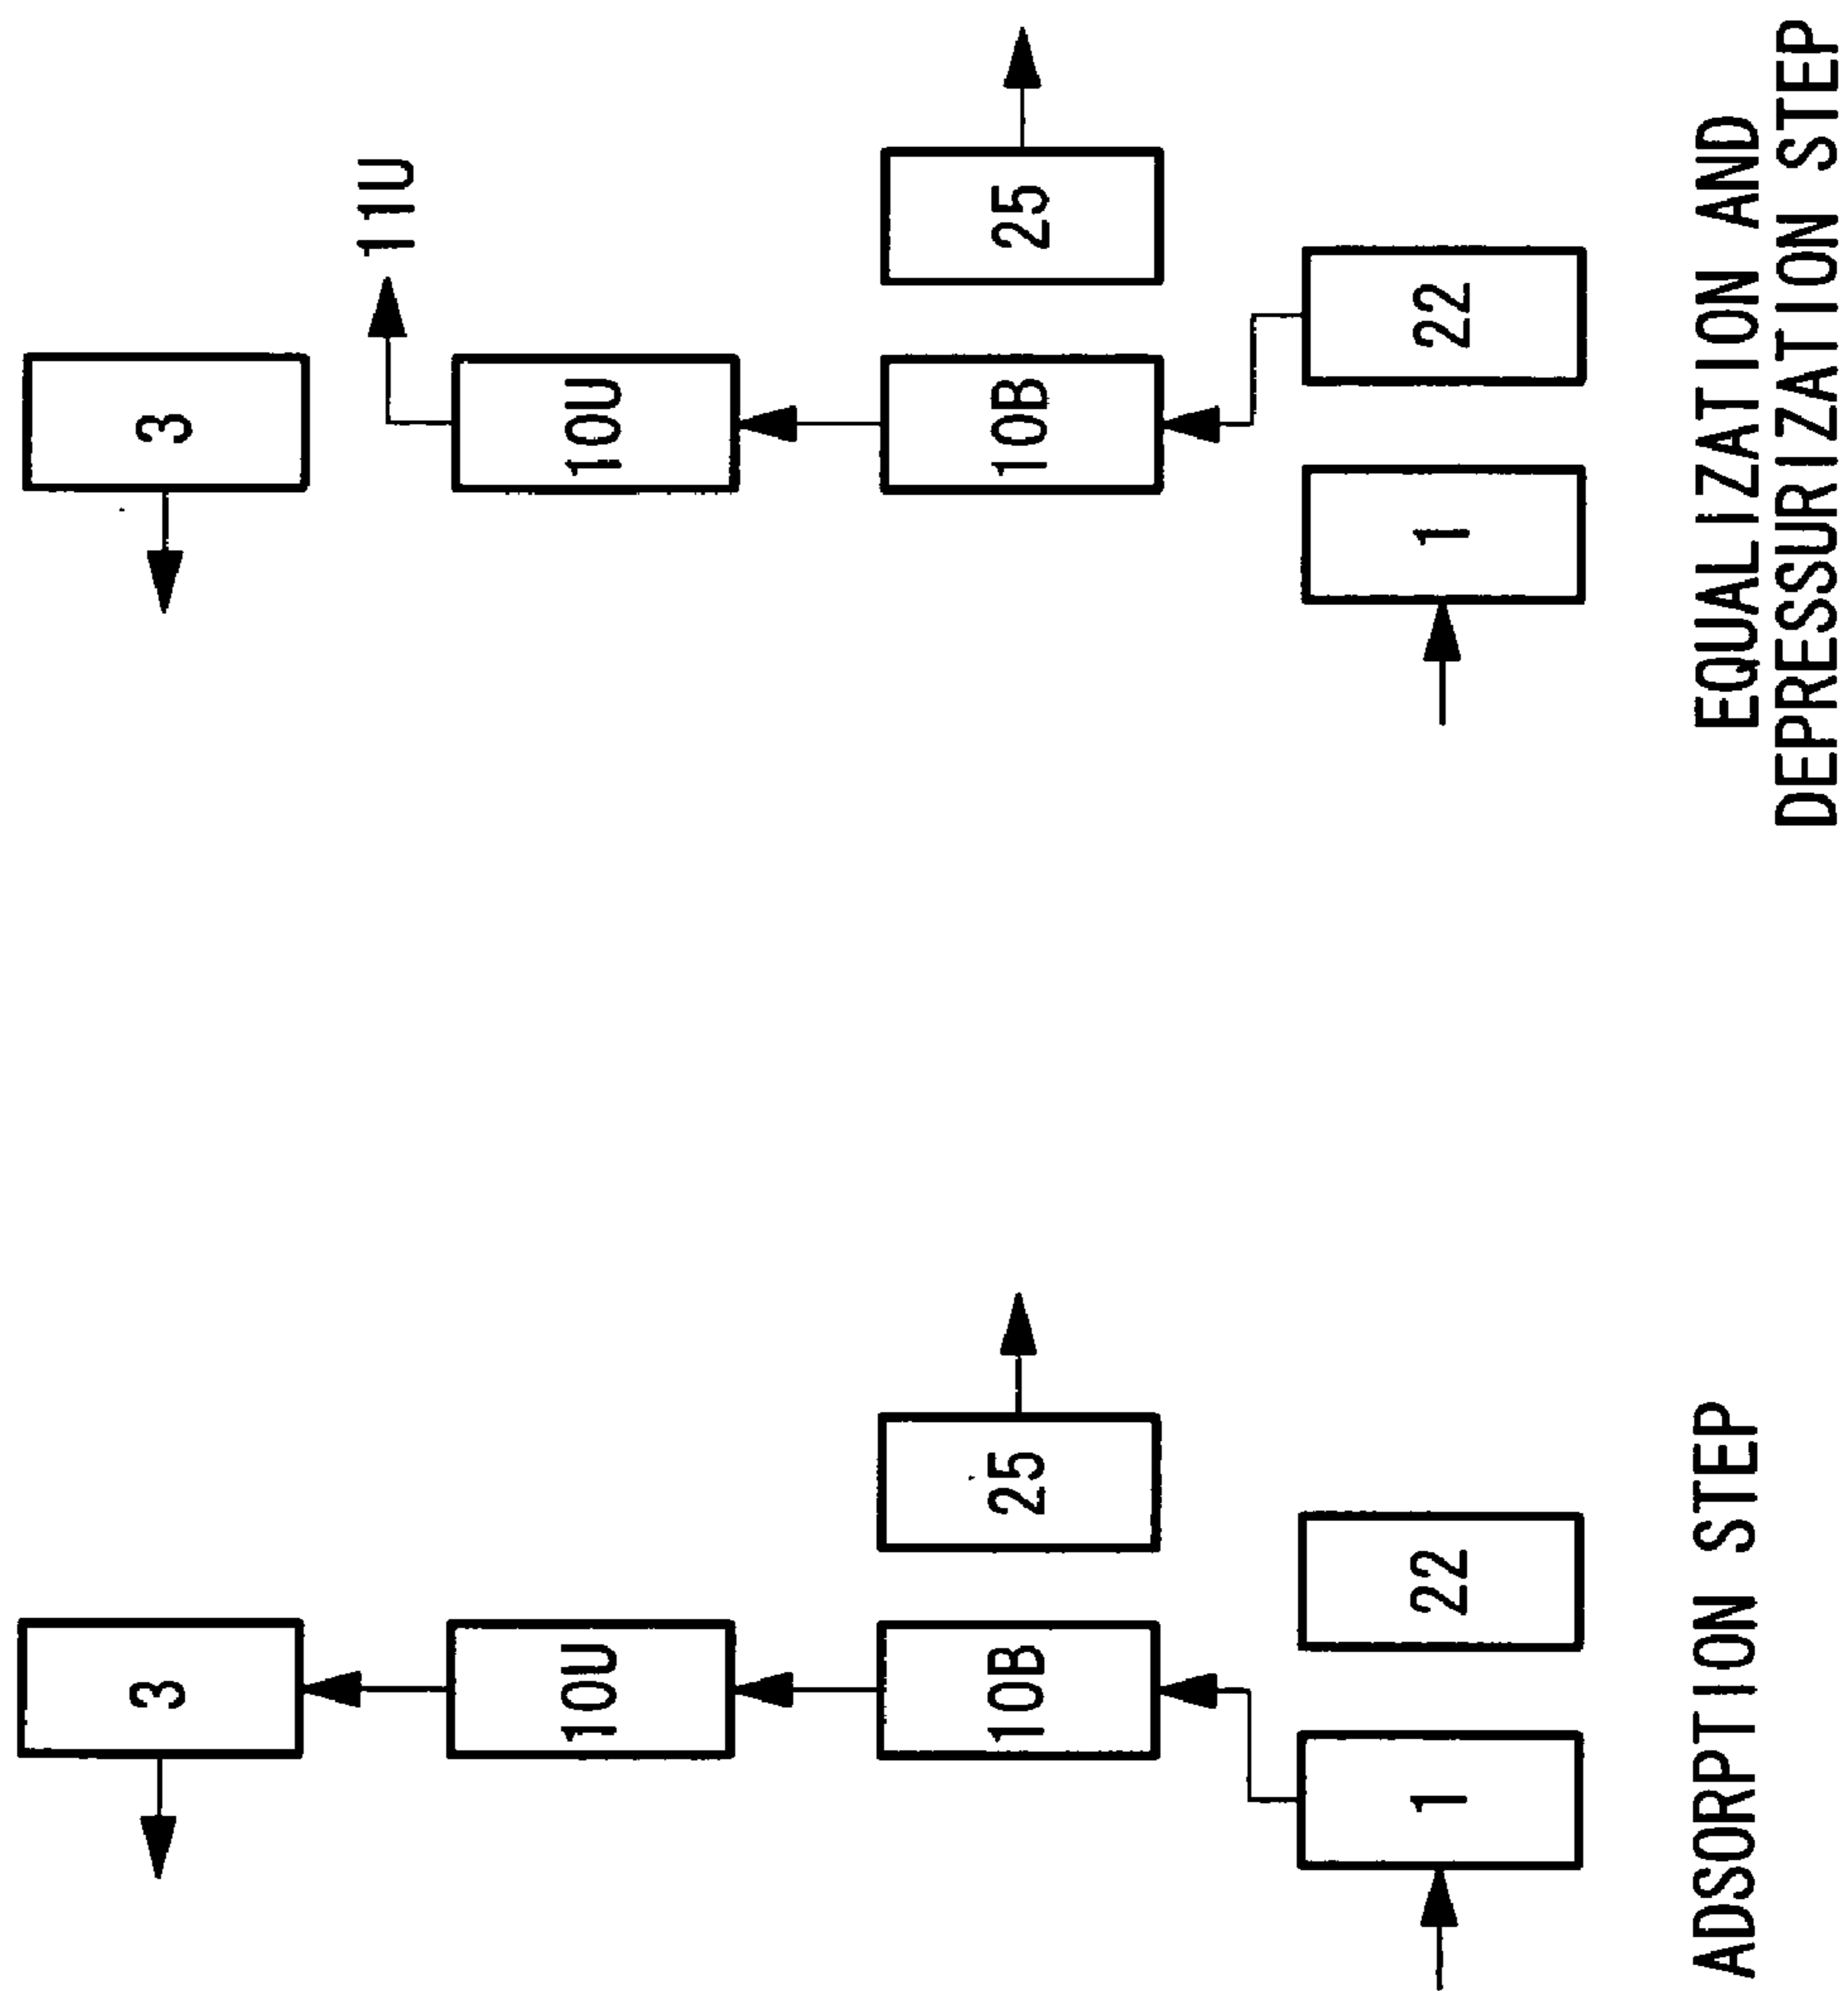 3
10U
10B
25
1
22
ADSORPTION STEP
3
11U
10U
10B
25
1
22
EQUALIZATION AND
DEPRESSURIZATION STEP